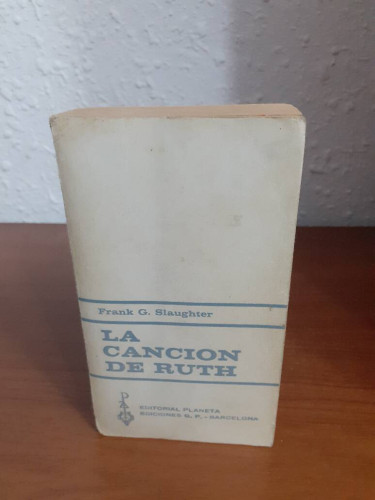 Frank G. Slaughter
LA
CANCION
DE RUTH
EDITORIAL PLANETA
EDICIONES G. P. - BARCELONA